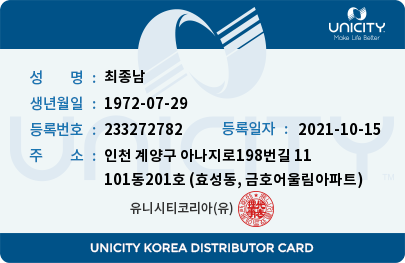 UNICITY
Make Life Better
성 명 : 최종남
생년월일 : 1972-07-29
등록번호 : 233272782 등록일자 : 2021-10-15
주 소 : 인천 계양구 아나지로198번길 11
101동201호 (효성동, 금호어울림아파트)
유니시티코리아(유)
UNICITY
UNICITY KOREA DISTRIBUTOR CARD